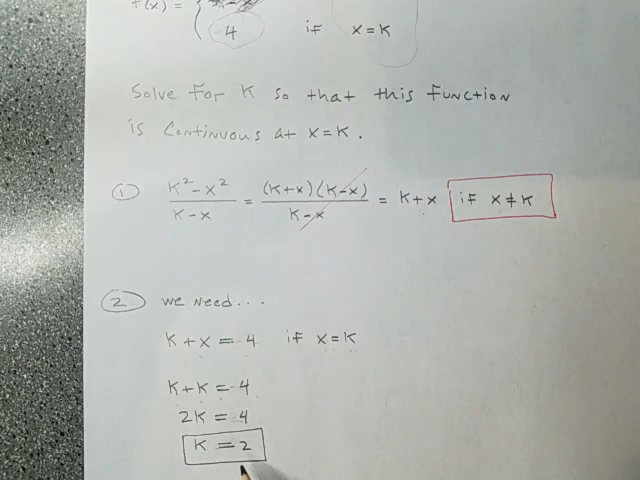 f(x) =
4 if x=K
Solve for K so that this function
is continuous at x=K.
① K²-x² / K-x = (K+x)(K-x) / K-x = K+x if x≠K
② We need...
K+x = 4 if x=K
K+K = 4
2K = 4
K = 2